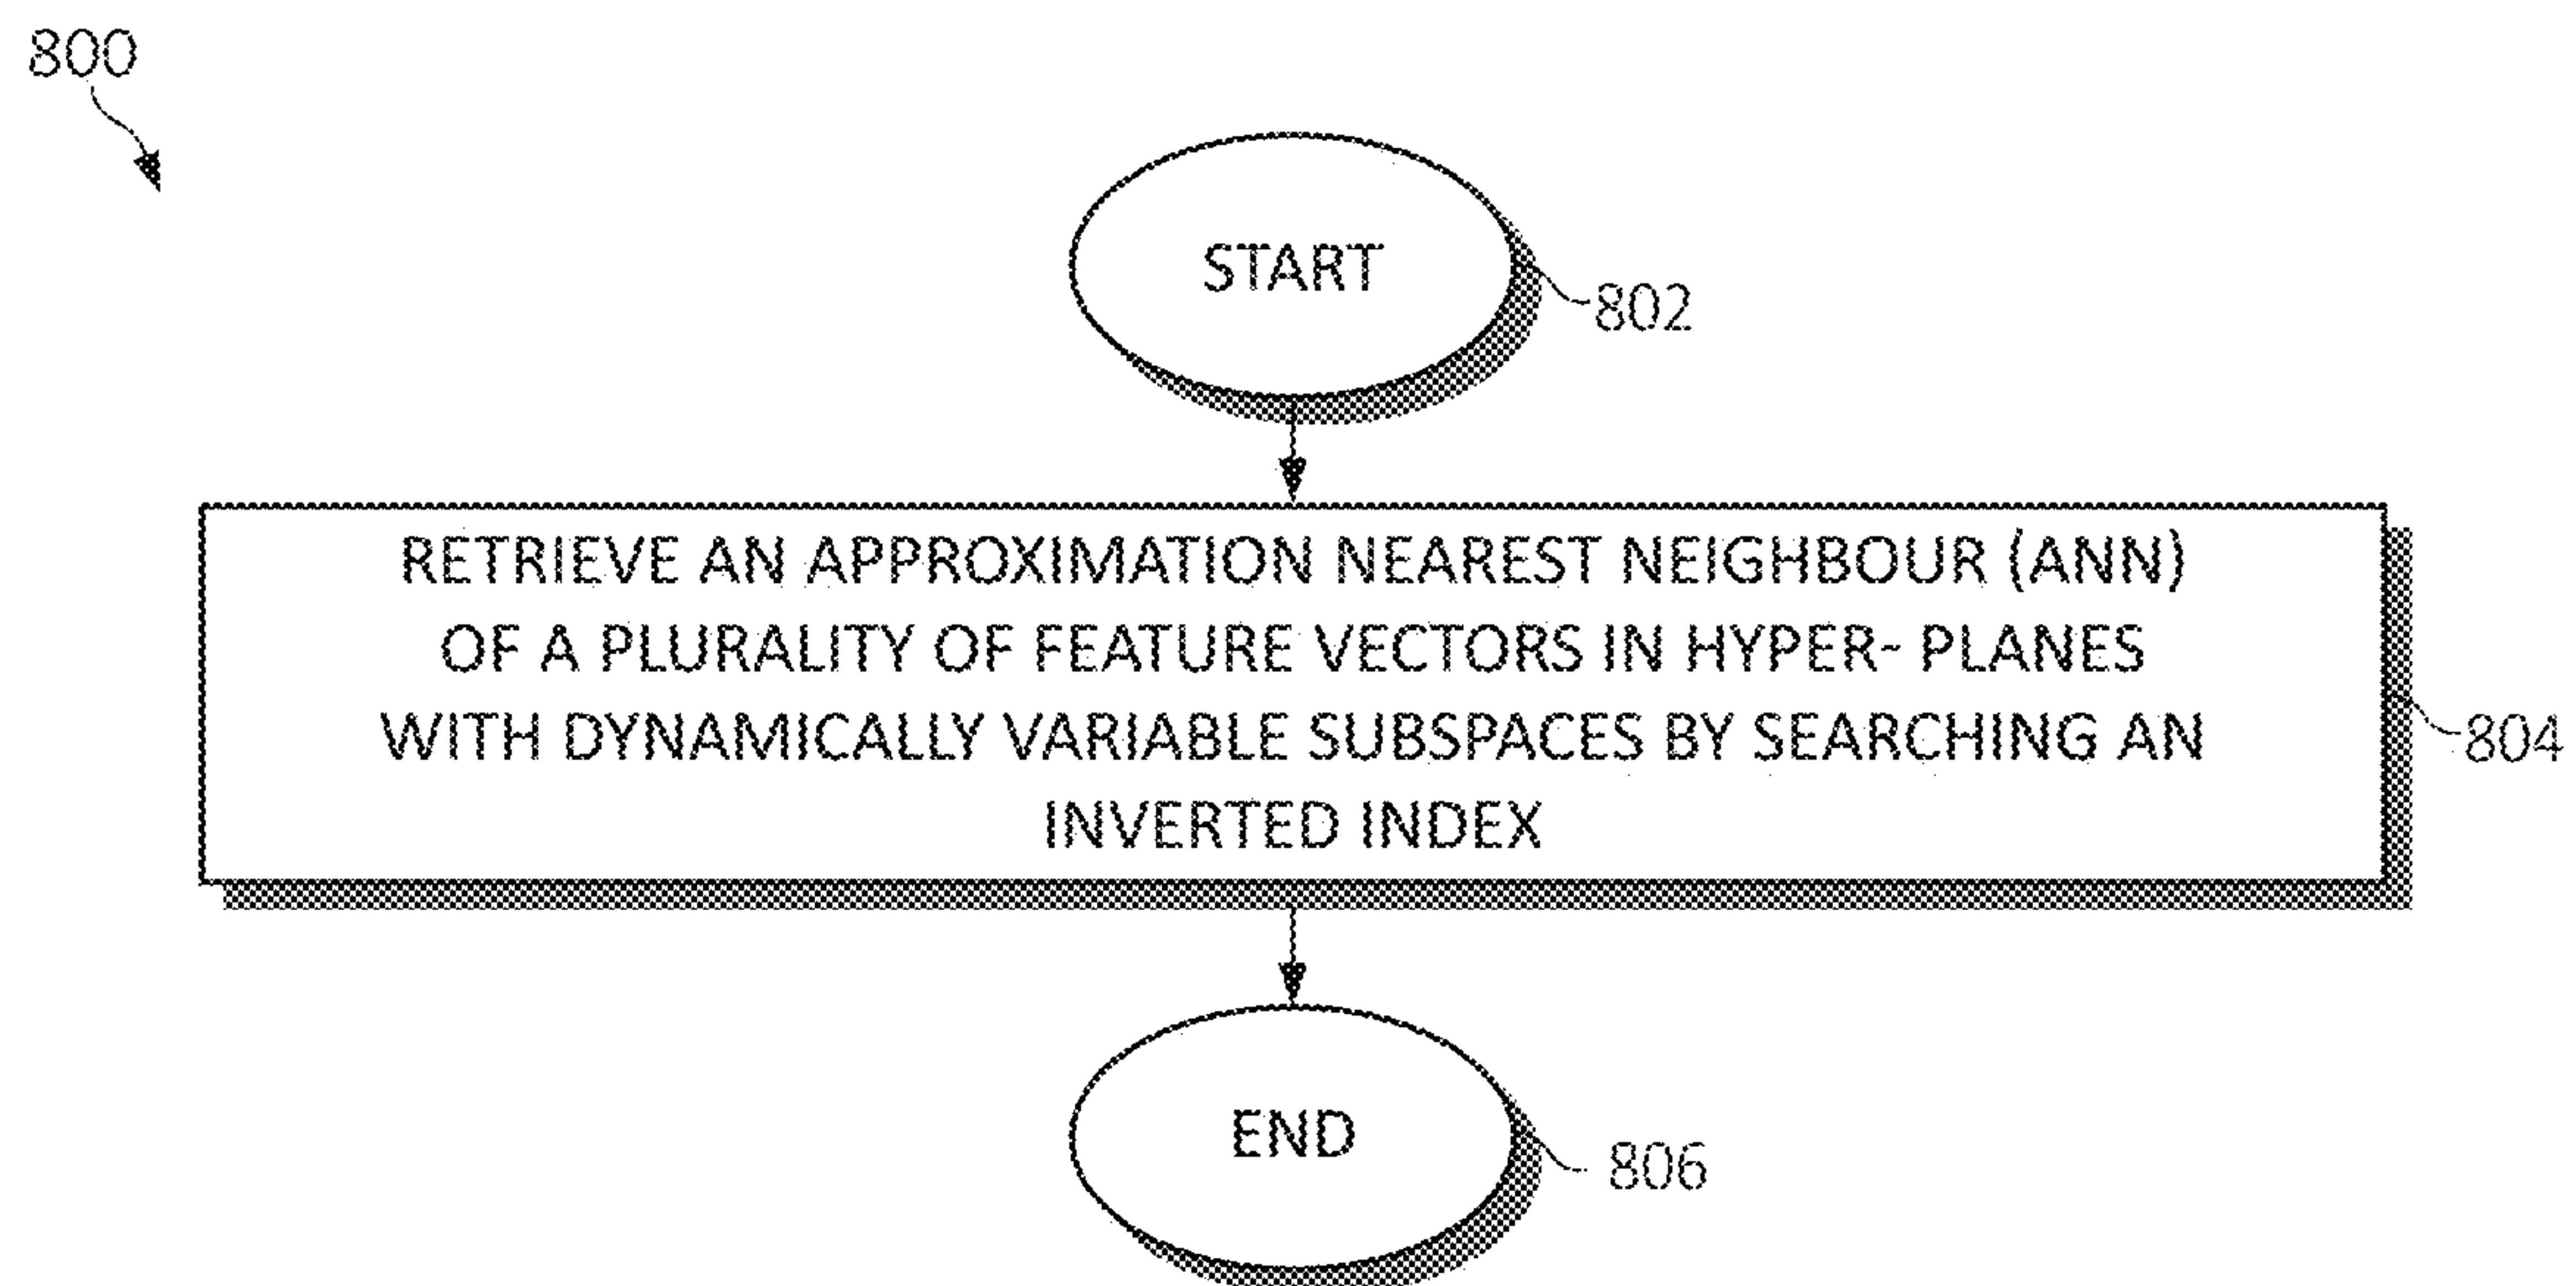 800
START
802
RETRIEVE AN APPROXIMATION NEAREST NEIGHBOUR (ANN)
OF A PLURALITY OF FEATURE VECTORS IN HYPER- PLANES
WITH DYNAMICALLY VARIABLE SUBSPACES BY SEARCHING AN
INVERTED INDEX
804
END
806